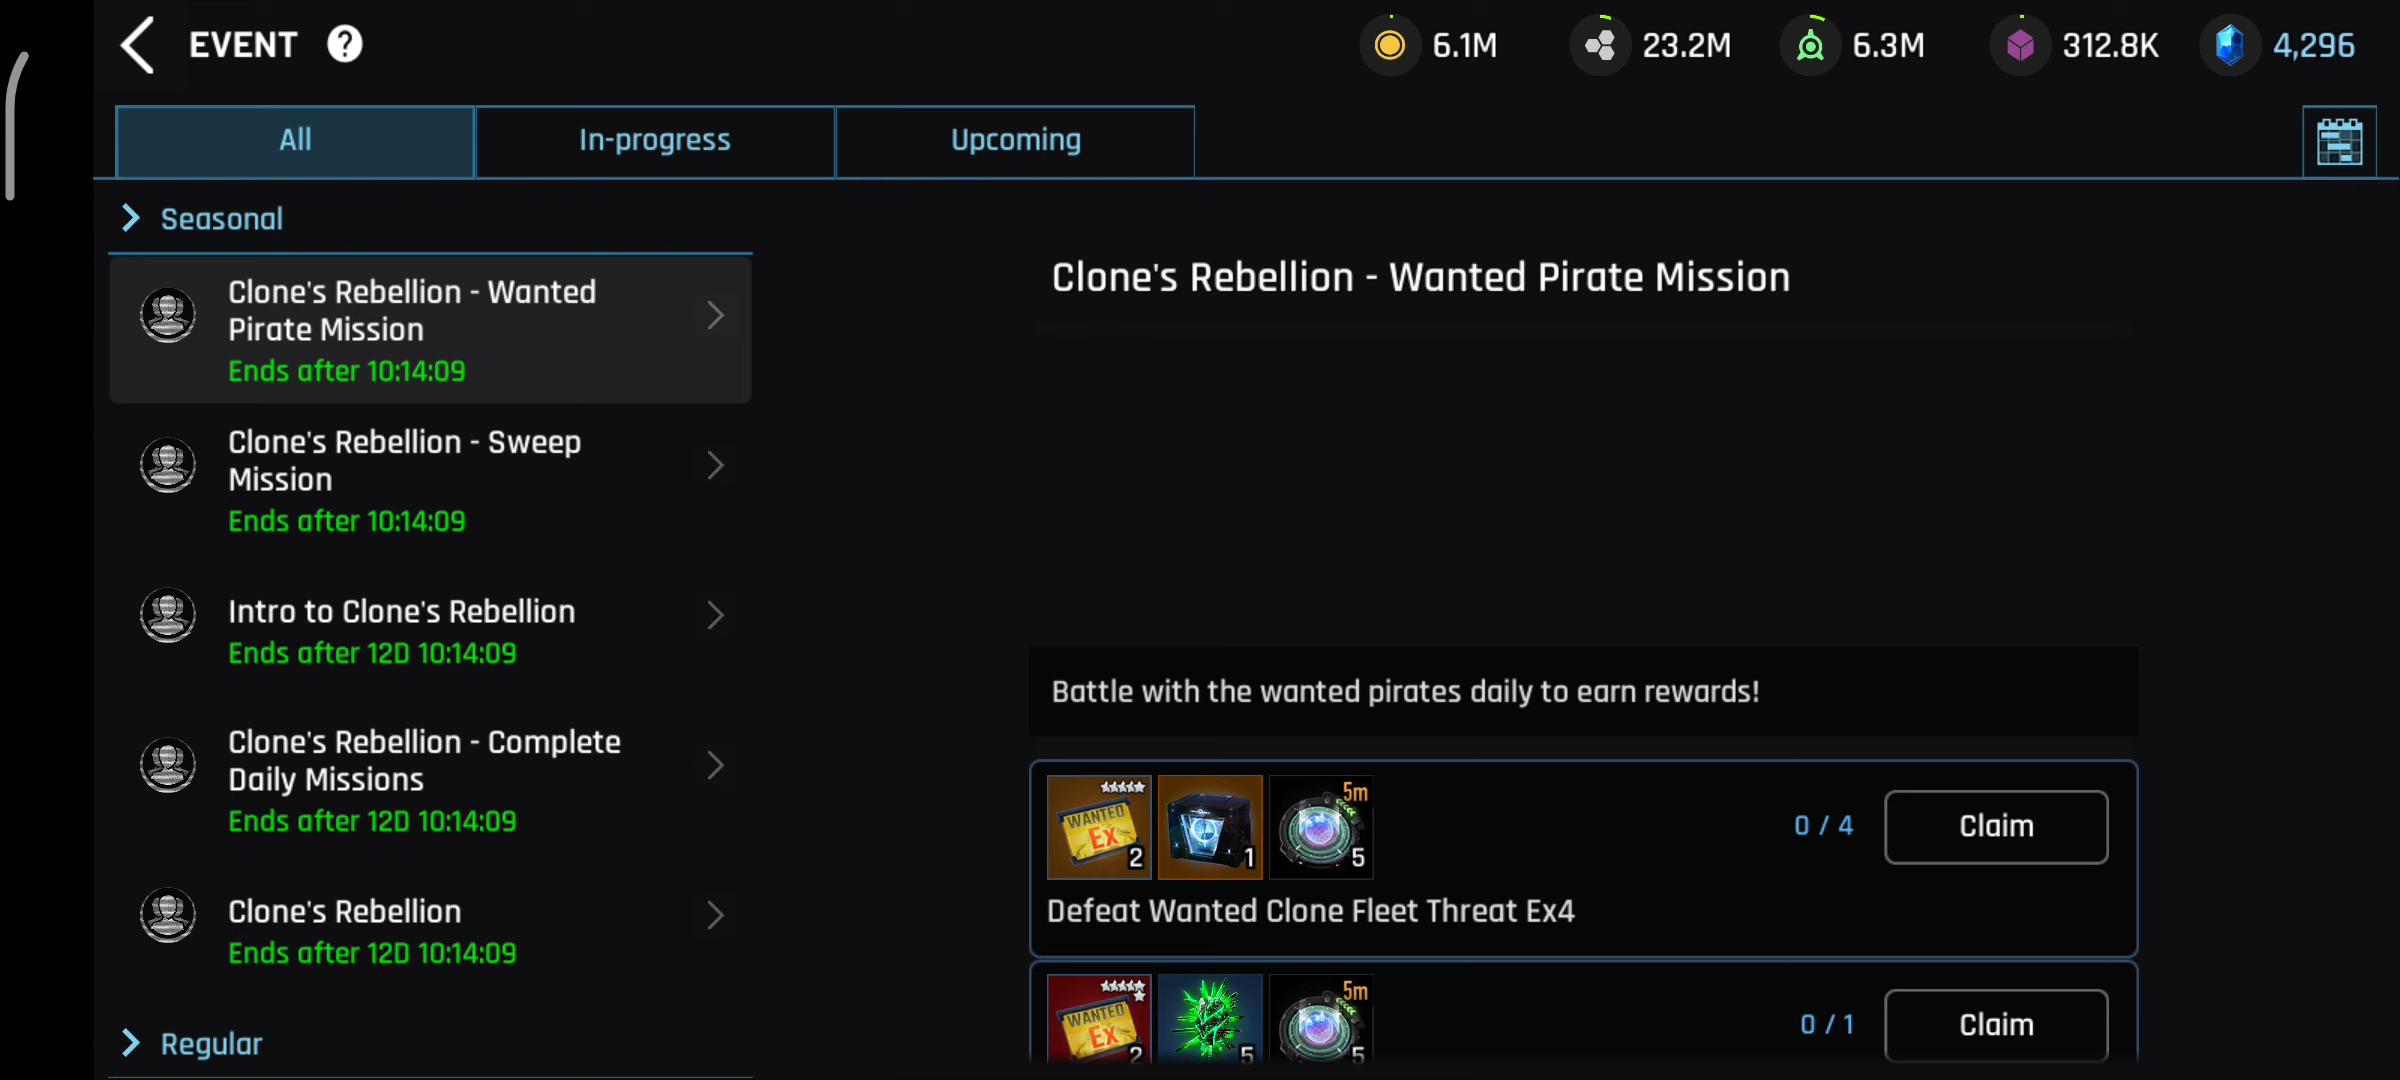 EVENT ?
6.1M
23.2M
6.3M
312.8K
4,296
All
In-progress
Upcoming
Seasonal
Clone's Rebellion - Wanted
Pirate Mission
Ends after 10:14:09
Clone's Rebellion - Sweep
Mission
Ends after 10:14:09
Intro to Clone's Rebellion
Ends after 12D 10:14:09
Clone's Rebellion - Complete
Daily Missions
Ends after 12D 10:14:09
Clone's Rebellion
Ends after 12D 10:14:09
Regular
Clone's Rebellion - Wanted Pirate Mission
Battle with the wanted pirates daily to earn rewards!
WANTED
Ex
2
1
5m
5
0 / 4
Claim
Defeat Wanted Clone Fleet Threat Ex4
WANTED
Ex
2
5
5m
5
0 / 1
Claim